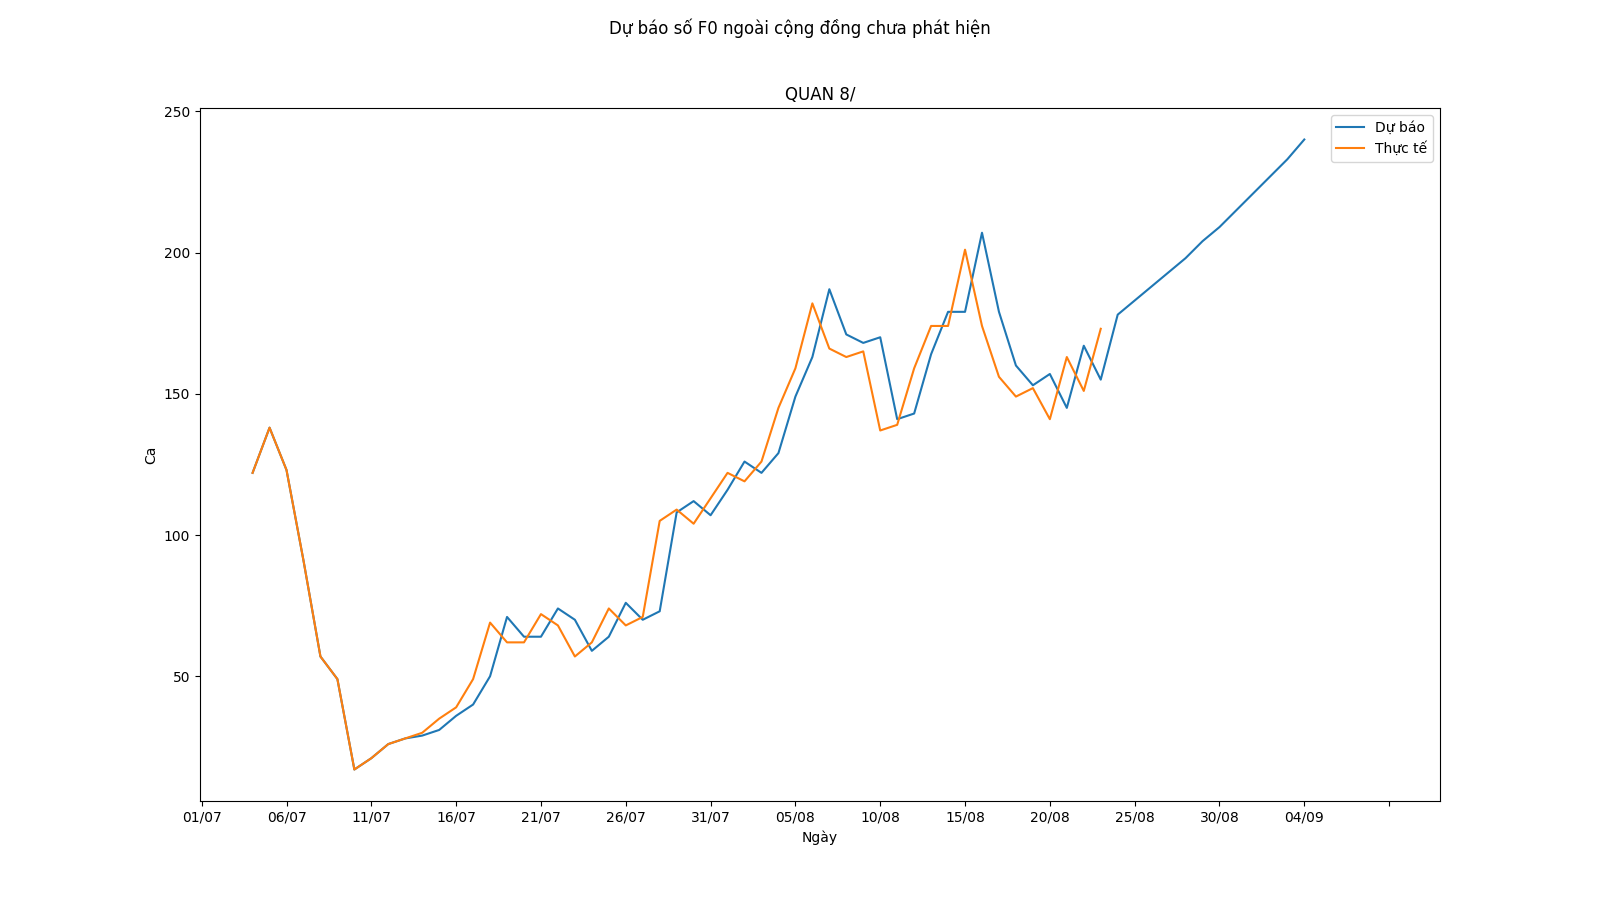 Dự báo số F0 ngoài cộng đồng chưa phát hiện
QUAN 8/
250
200
150
100
50
Ca
Dự báo
Thực tế
01/07 06/07 11/07 16/07 21/07 26/07 31/07 05/08 10/08 15/08 20/08 25/08 30/08 04/09
Ngày